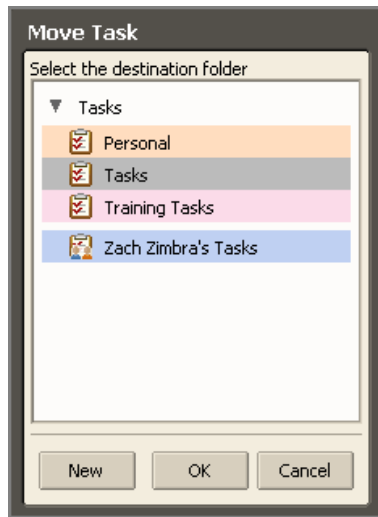 Move Task
Select the destination folder
Tasks
Personal
Tasks
Training Tasks
Zach Zimbra's Tasks
New OK Cancel